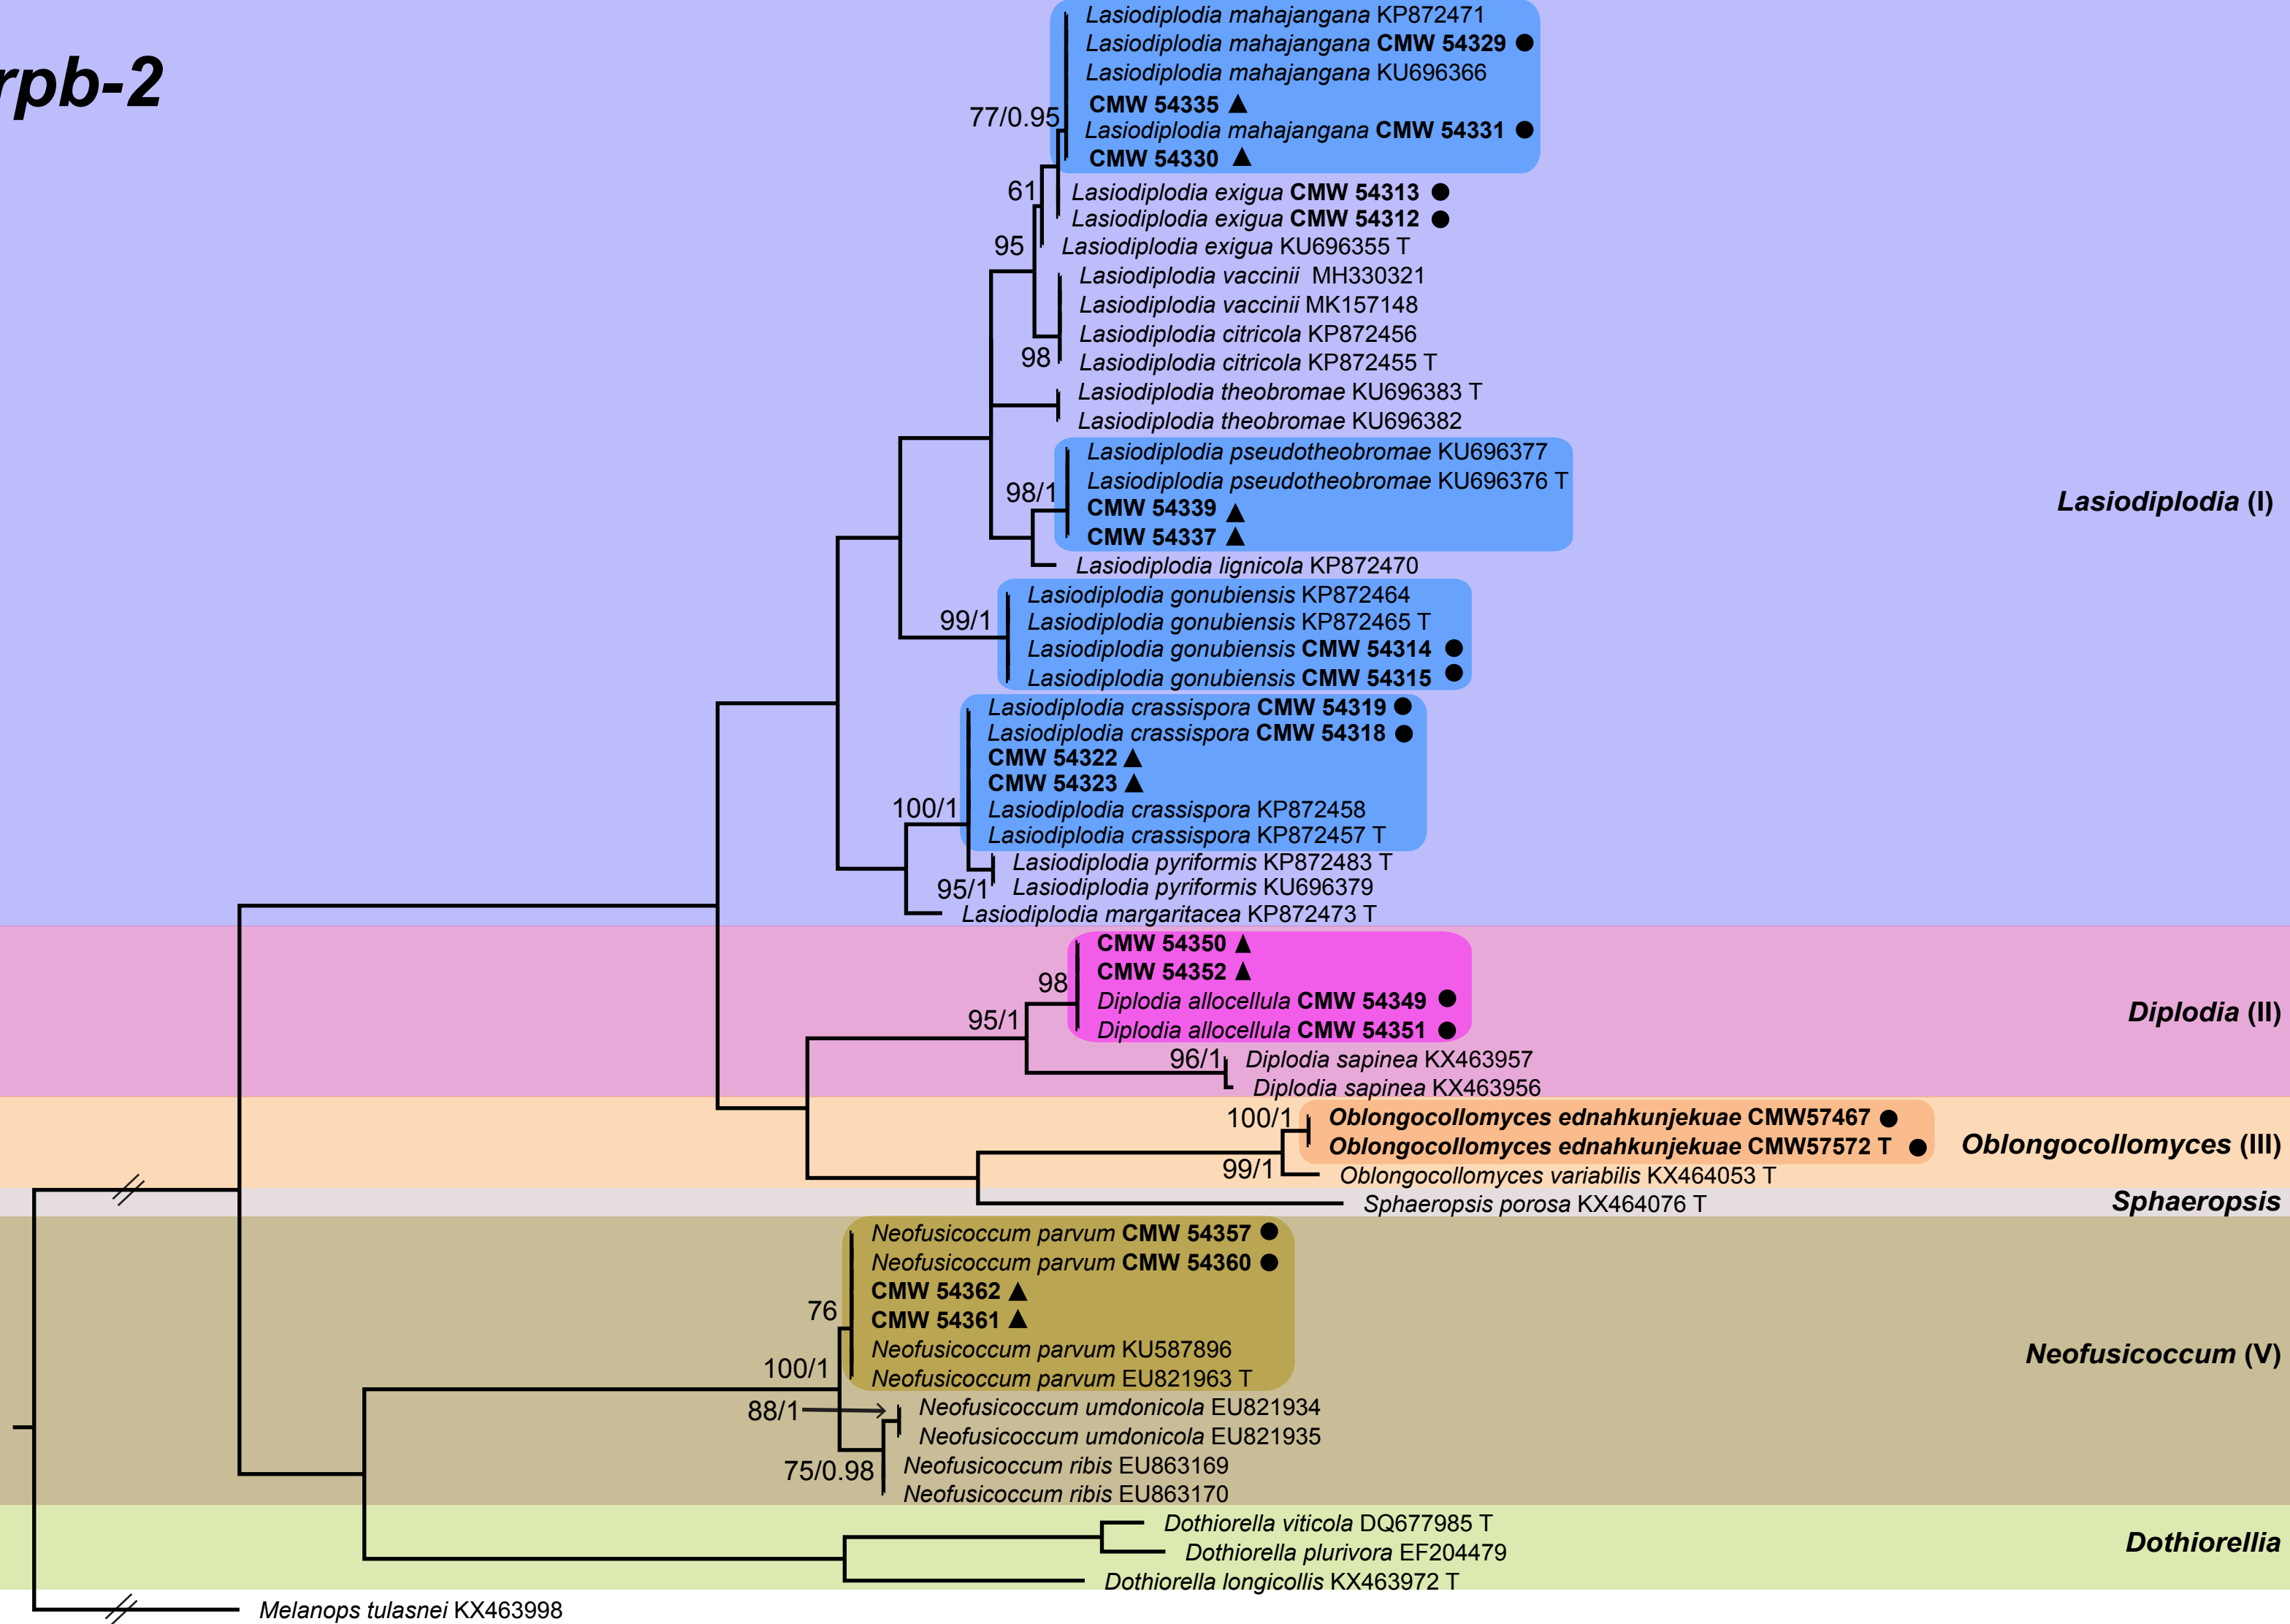 rpb-2
Lasiodiplodia mahajangana KP872471
Lasiodiplodia mahajangana CMW 54329
Lasiodiplodia mahajangana KU696366
CMW 54335
77/0.95
Lasiodiplodia mahajangana CMW 54331
CMW 54330
61
Lasiodiplodia exigua CMW 54313
Lasiodiplodia exigua CMW 54312
95
Lasiodiplodia exigua KU696355 T
Lasiodiplodia vaccinii MH330321
Lasiodiplodia vaccinii MK157148
Lasiodiplodia citricola KP872456
98
Lasiodiplodia citricola KP872455 T
Lasiodiplodia theobromae KU696383 T
Lasiodiplodia theobromae KU696382
Lasiodiplodia pseudotheobromae KU696377
Lasiodiplodia pseudotheobromae KU696376 T
98/1
CMW 54339
CMW 54337
Lasiodiplodia (I)
Lasiodiplodia lignicola KP872470
Lasiodiplodia gonubiensis KP872464
99/1
Lasiodiplodia gonubiensis KP872465 T
Lasiodiplodia gonubiensis CMW 54314
Lasiodiplodia gonubiensis CMW 54315
Lasiodiplodia crassispora CMW 54319
Lasiodiplodia crassispora CMW 54318
CMW 54322
CMW 54323
100/1
Lasiodiplodia crassispora KP872458
Lasiodiplodia crassispora KP872457 T
Lasiodiplodia pyriformis KP872483 T
95/1
Lasiodiplodia pyriformis KU696379
Lasiodiplodia margaritacea KP872473 T
CMW 54350
CMW 54352
98
Diplodia allocellula CMW 54349
95/1
Diplodia allocellula CMW 54351
Diplodia (II)
96/1
Diplodia sapinea KX463957
Diplodia sapinea KX463956
100/1
Oblongocollomyces ednahkunjekuae CMW57467
Oblongocollomyces ednahkunjekuae CMW57572 T
Oblongocollomyces (III)
99/1
Oblongocollomyces variabilis KX464053 T
Sphaeropsis porosa KX464076 T
Sphaeropsis
Neofusicoccum parvum CMW 54357
Neofusicoccum parvum CMW 54360
CMW 54362
76
CMW 54361
Neofusicoccum parvum KU587896
Neofusicoccum (V)
100/1
Neofusicoccum parvum EU821963 T
88/1
Neofusicoccum umdonicola EU821934
Neofusicoccum umdonicola EU821935
75/0.98
Neofusicoccum ribis EU863169
Neofusicoccum ribis EU863170
Dothiorella viticola DQ677985 T
Dothiorellia
Dothiorella plurivora EF204479
Dothiorella longicollis KX463972 T
Melanops tulasnei KX463998